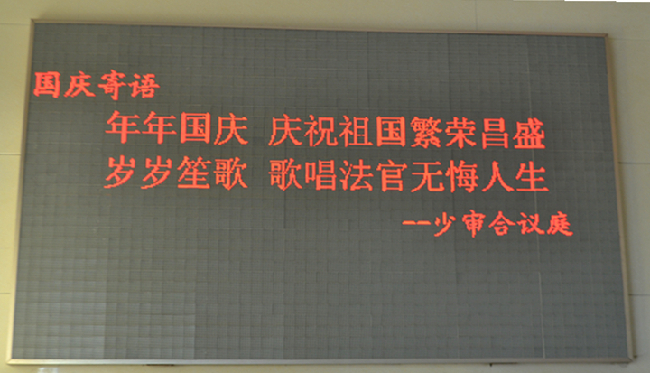 国庆寄语
年年国庆 庆祝祖国繁荣昌盛
岁岁笙歌 歌唱法官无悔人生
--少审合议庭